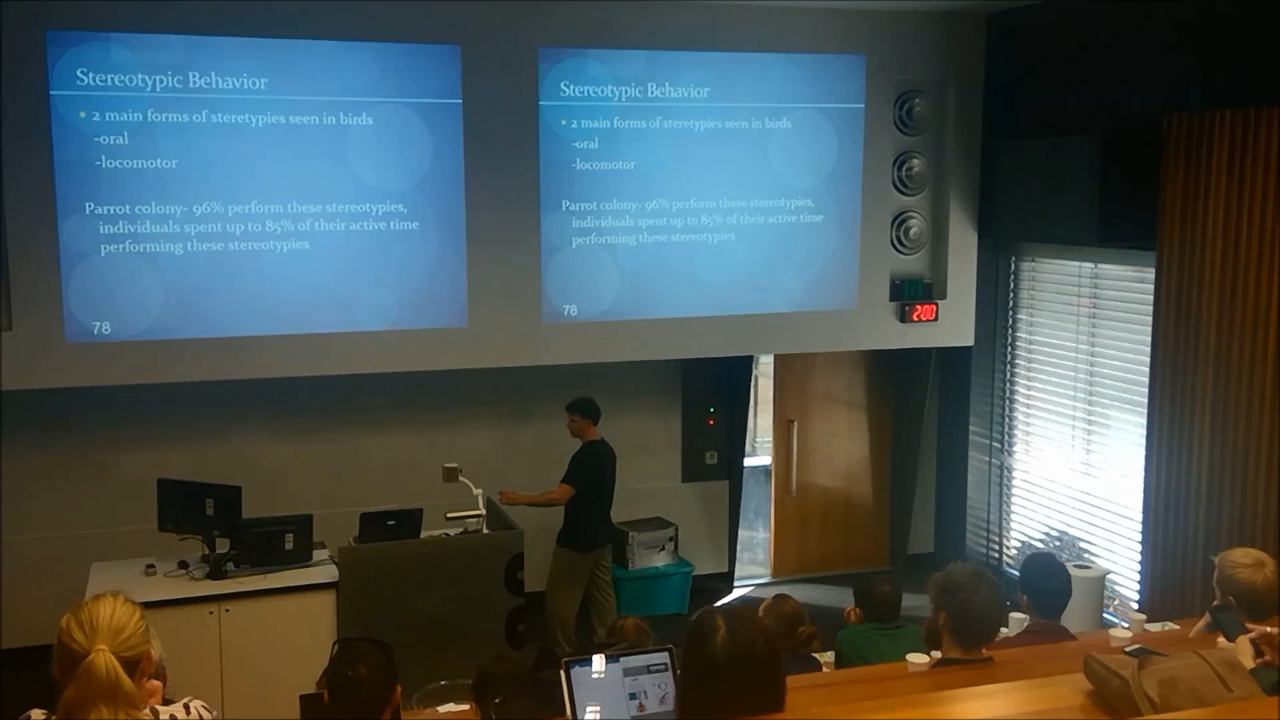 Stereotypic Behavior
• 2 main forms of steretypies seen in birds
-oral
-locomotor
Parrot colony- 96% perform these stereotypies,
individuals spent up to 85% of their active time
performing these stereotypies
78
Stereotypic Behavior
• 2 main forms of steretypies seen in birds
-oral
-locomotor
Parrot colony- 96% perform these stereotypies,
individuals spent up to 85% of their active time
performing these stereotypies
78
2:00